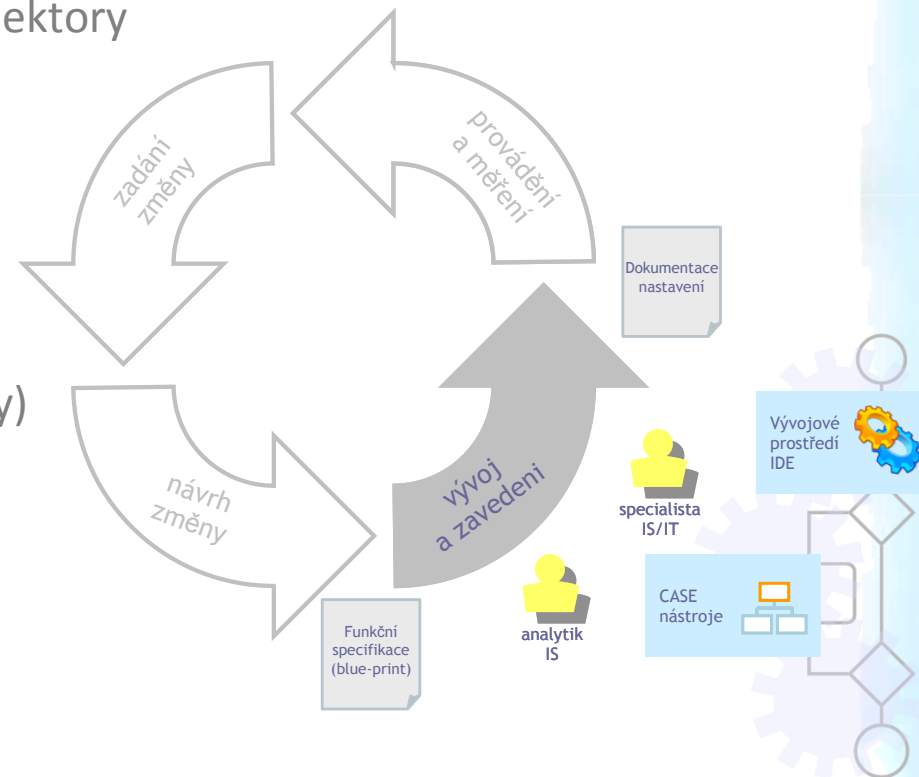 ektory
zadání
změny
provádění
a měření
Dokumentace
nastavení
y)
návrh
změny
vývoj
a zavedeni
Vývojové
prostředí
IDE
specialista
IS/IT
CASE
nástroje
analytik
IS
Funkční
specifikace
(blue-print)